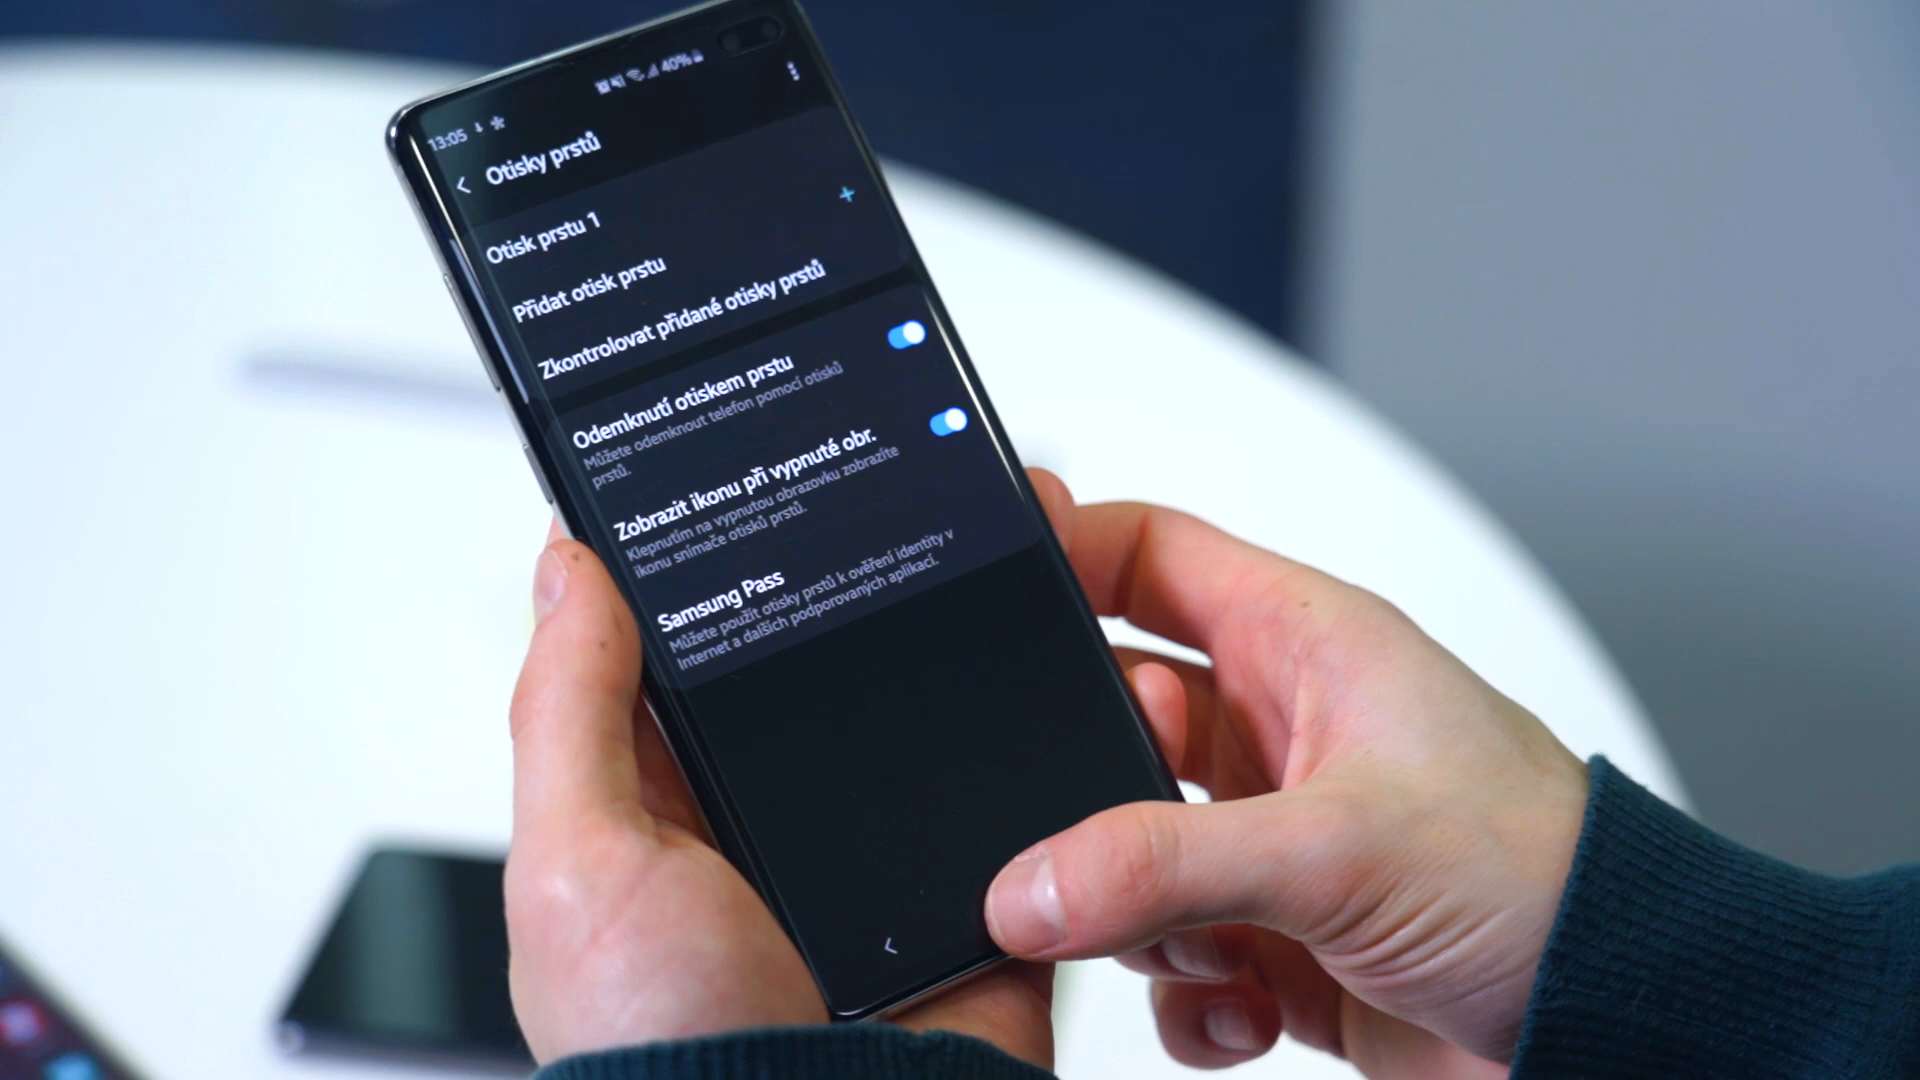 13:05
40%
Otisky prstů
Otisk prstu 1
Přidat otisk prstu
Zkontrolovat přidané otisky prstů
Odemknutí otiskem prstu
Můžete odemknout telefon pomocí otisků
prstů.
Zobrazit ikonu při vypnuté obr.
Klepnutím na vypnutou obrazovku zobrazíte
ikonu snímače otisků prstů.
Samsung Pass
Můžete použít otisky prstů k ověření identity v
Internet a dalších podporovaných aplikací.